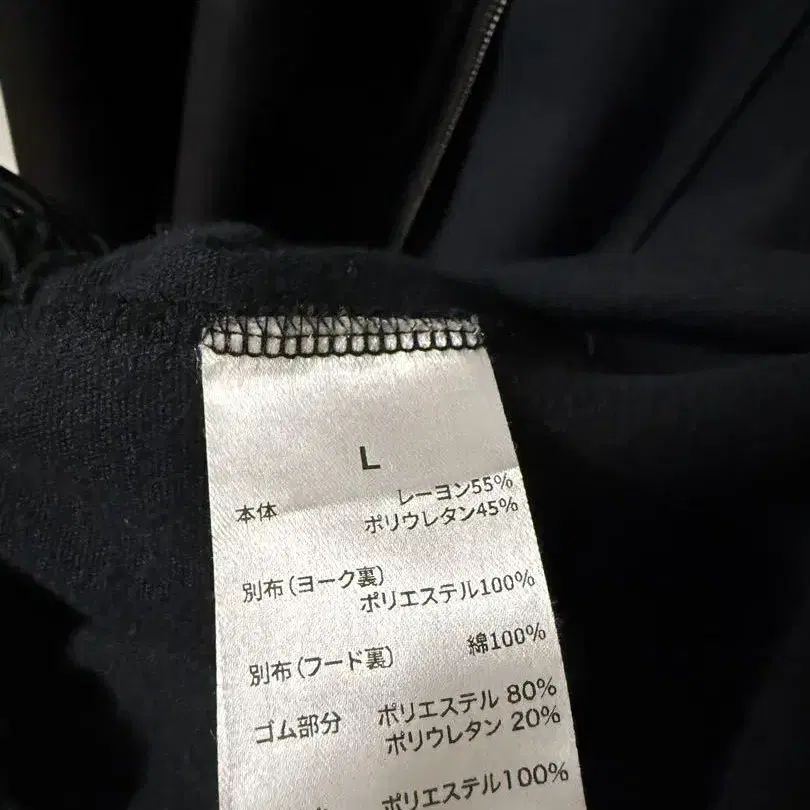 L
本体 レーヨン55%
ポリウレタン45%
別布(ヨーク裏)
ポリエステル100%
別布(フード裏) 綿100%
ゴム部分 ポリエステル 80%
ポリウレタン 20%
ポリエステル100%